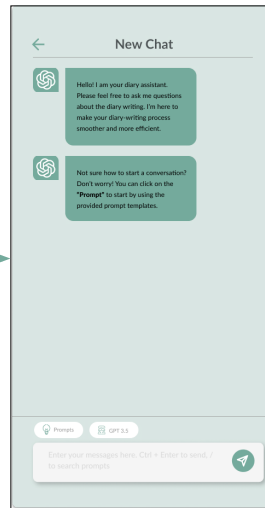 New Chat
Hello! I am your diary assistant.
Please feel free to ask me questions
about the diary writing. I'm here to
make your diary-writing process
smoother and more efficient.
Not sure how to start a conversation?
Don't worry! You can click on the
"Prompt" to start by using the
provided prompt templates.
Prompts
GPT 3.5
Enter your messages here, Ctrl + Enter to send, /
to search prompts